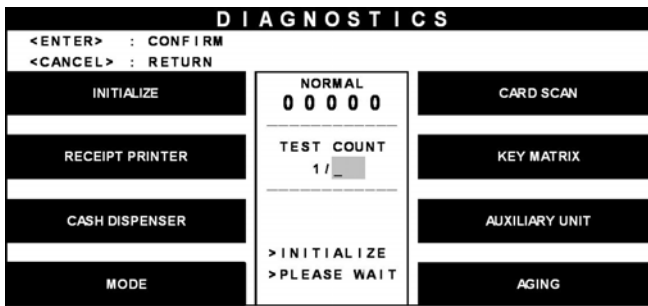 DIAGNOSTICS
<ENTER> : CONFIRM
<CANCEL> : RETURN
INITIALIZE
RECEIPT PRINTER
CASH DISPENSER
MODE
NORMAL
00000
TEST COUNT
1/_
>INITIALIZE
>PLEASE WAIT
CARD SCAN
KEY MATRIX
AUXILIARY UNIT
AGING